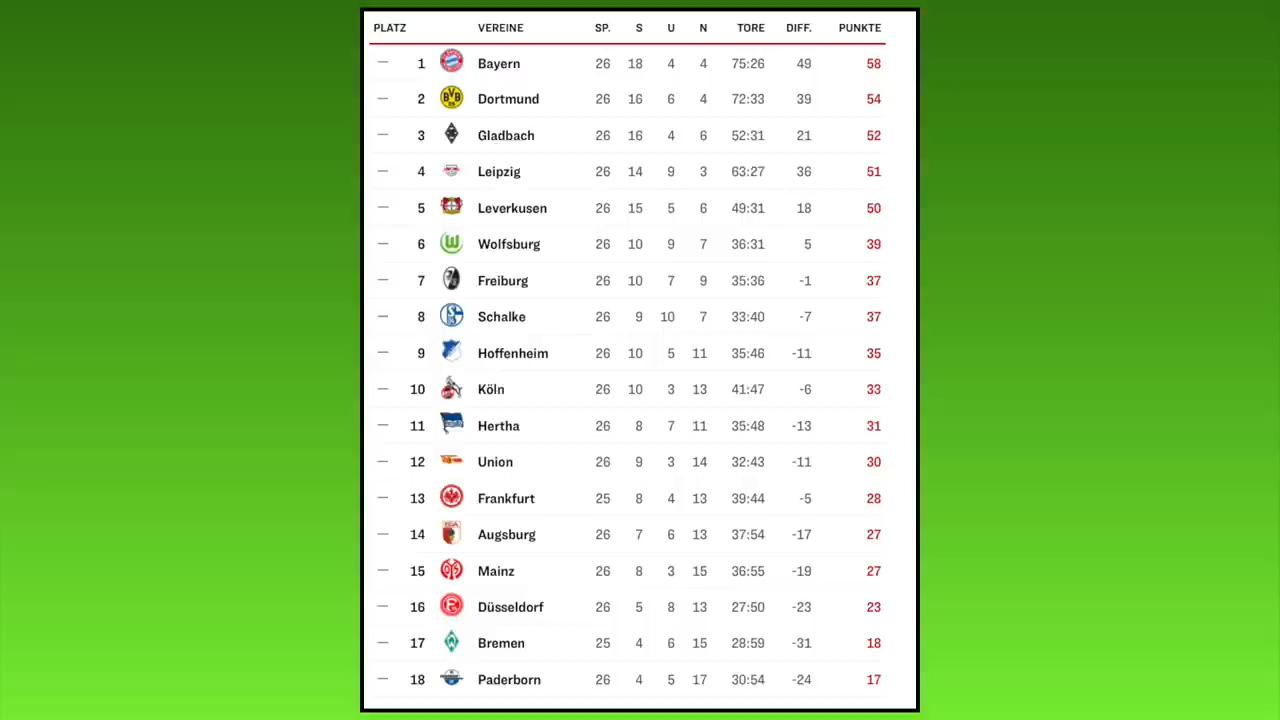 PLATZ VEREINE SP. S U N TORE DIFF. PUNKTE
— 1 Bayern 26 18 4 4 75:26 49 58
— 2 Dortmund 26 16 6 4 72:33 39 54
— 3 Gladbach 26 16 4 6 52:31 21 52
— 4 Leipzig 26 14 9 3 63:27 36 51
— 5 Leverkusen 26 15 5 6 49:31 18 50
— 6 Wolfsburg 26 10 9 7 36:31 5 39
— 7 Freiburg 26 10 7 9 35:36 -1 37
— 8 Schalke 26 9 10 7 33:40 -7 37
— 9 Hoffenheim 26 10 5 11 35:46 -11 35
— 10 Köln 26 10 3 13 41:47 -6 33
— 11 Hertha 26 8 7 11 35:48 -13 31
— 12 Union 26 9 3 14 32:43 -11 30
— 13 Frankfurt 25 8 4 13 39:44 -5 28
— 14 Augsburg 26 7 6 13 37:54 -17 27
— 15 Mainz 26 8 3 15 36:55 -19 27
— 16 Düsseldorf 26 5 8 13 27:50 -23 23
— 17 Bremen 25 4 6 15 28:59 -31 18
— 18 Paderborn 26 4 5 17 30:54 -24 17